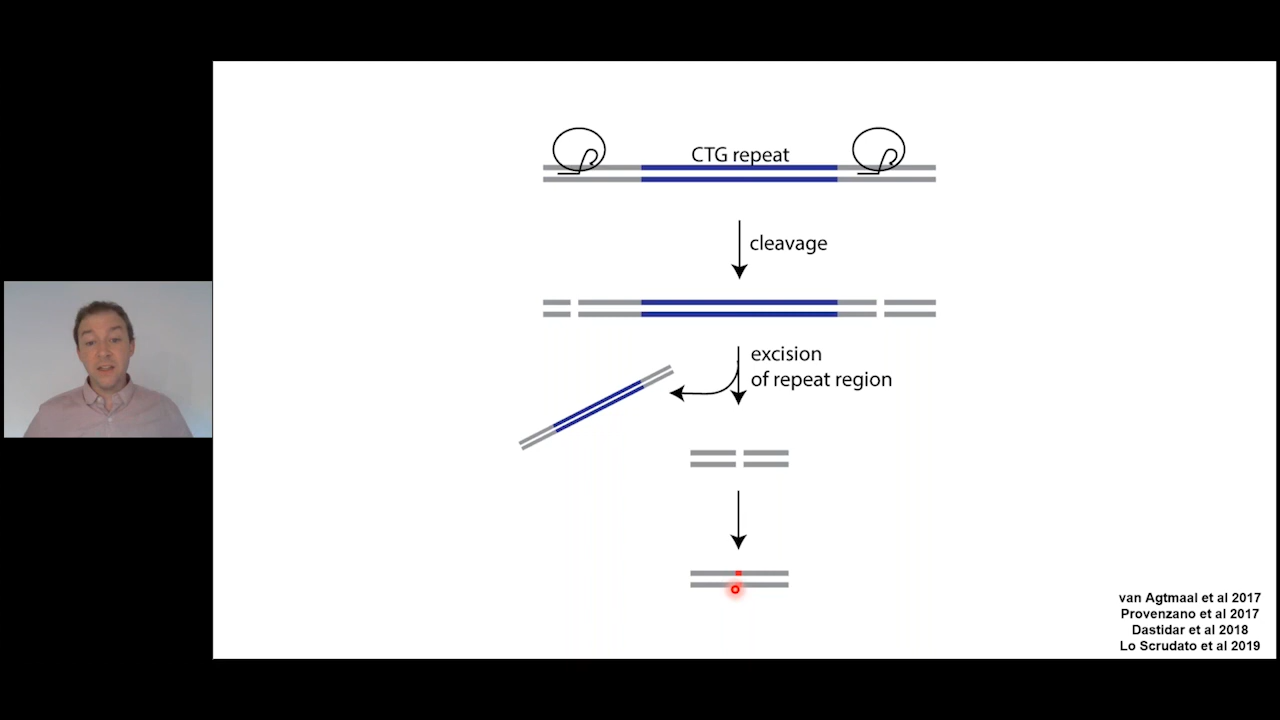 CTG repeat
cleavage
excision
of repeat region
van Agtmaal et al 2017
Provenzano et al 2017
Dastidar et al 2018
Lo Scrudato et al 2019